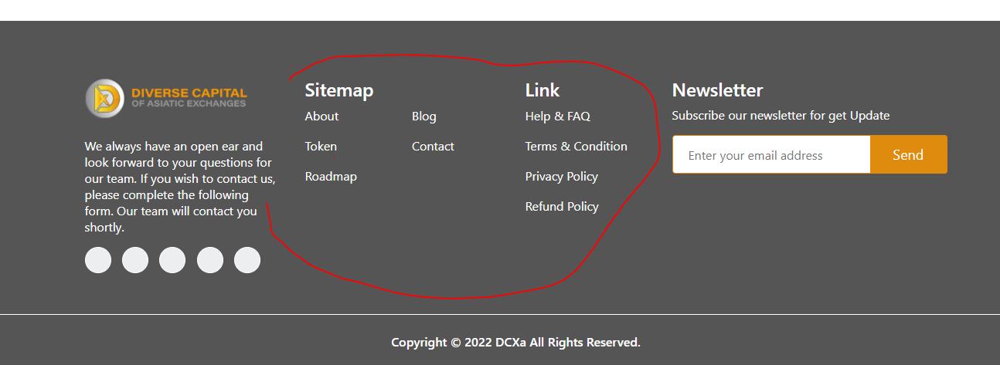 DIVERSE CAPITAL
OF ASIATIC EXCHANGES
We always have an open ear and
look forward to your questions for
our team. If you wish to contact us,
please complete the following
form. Our team will contact you
shortly.
Sitemap
About
Blog
Token
Contact
Roadmap
Link
Help & FAQ
Terms & Condition
Privacy Policy
Refund Policy
Newsletter
Subscribe our newsletter for get Update
Enter your email address
Send
Copyright © 2022 DCXa All Rights Reserved.